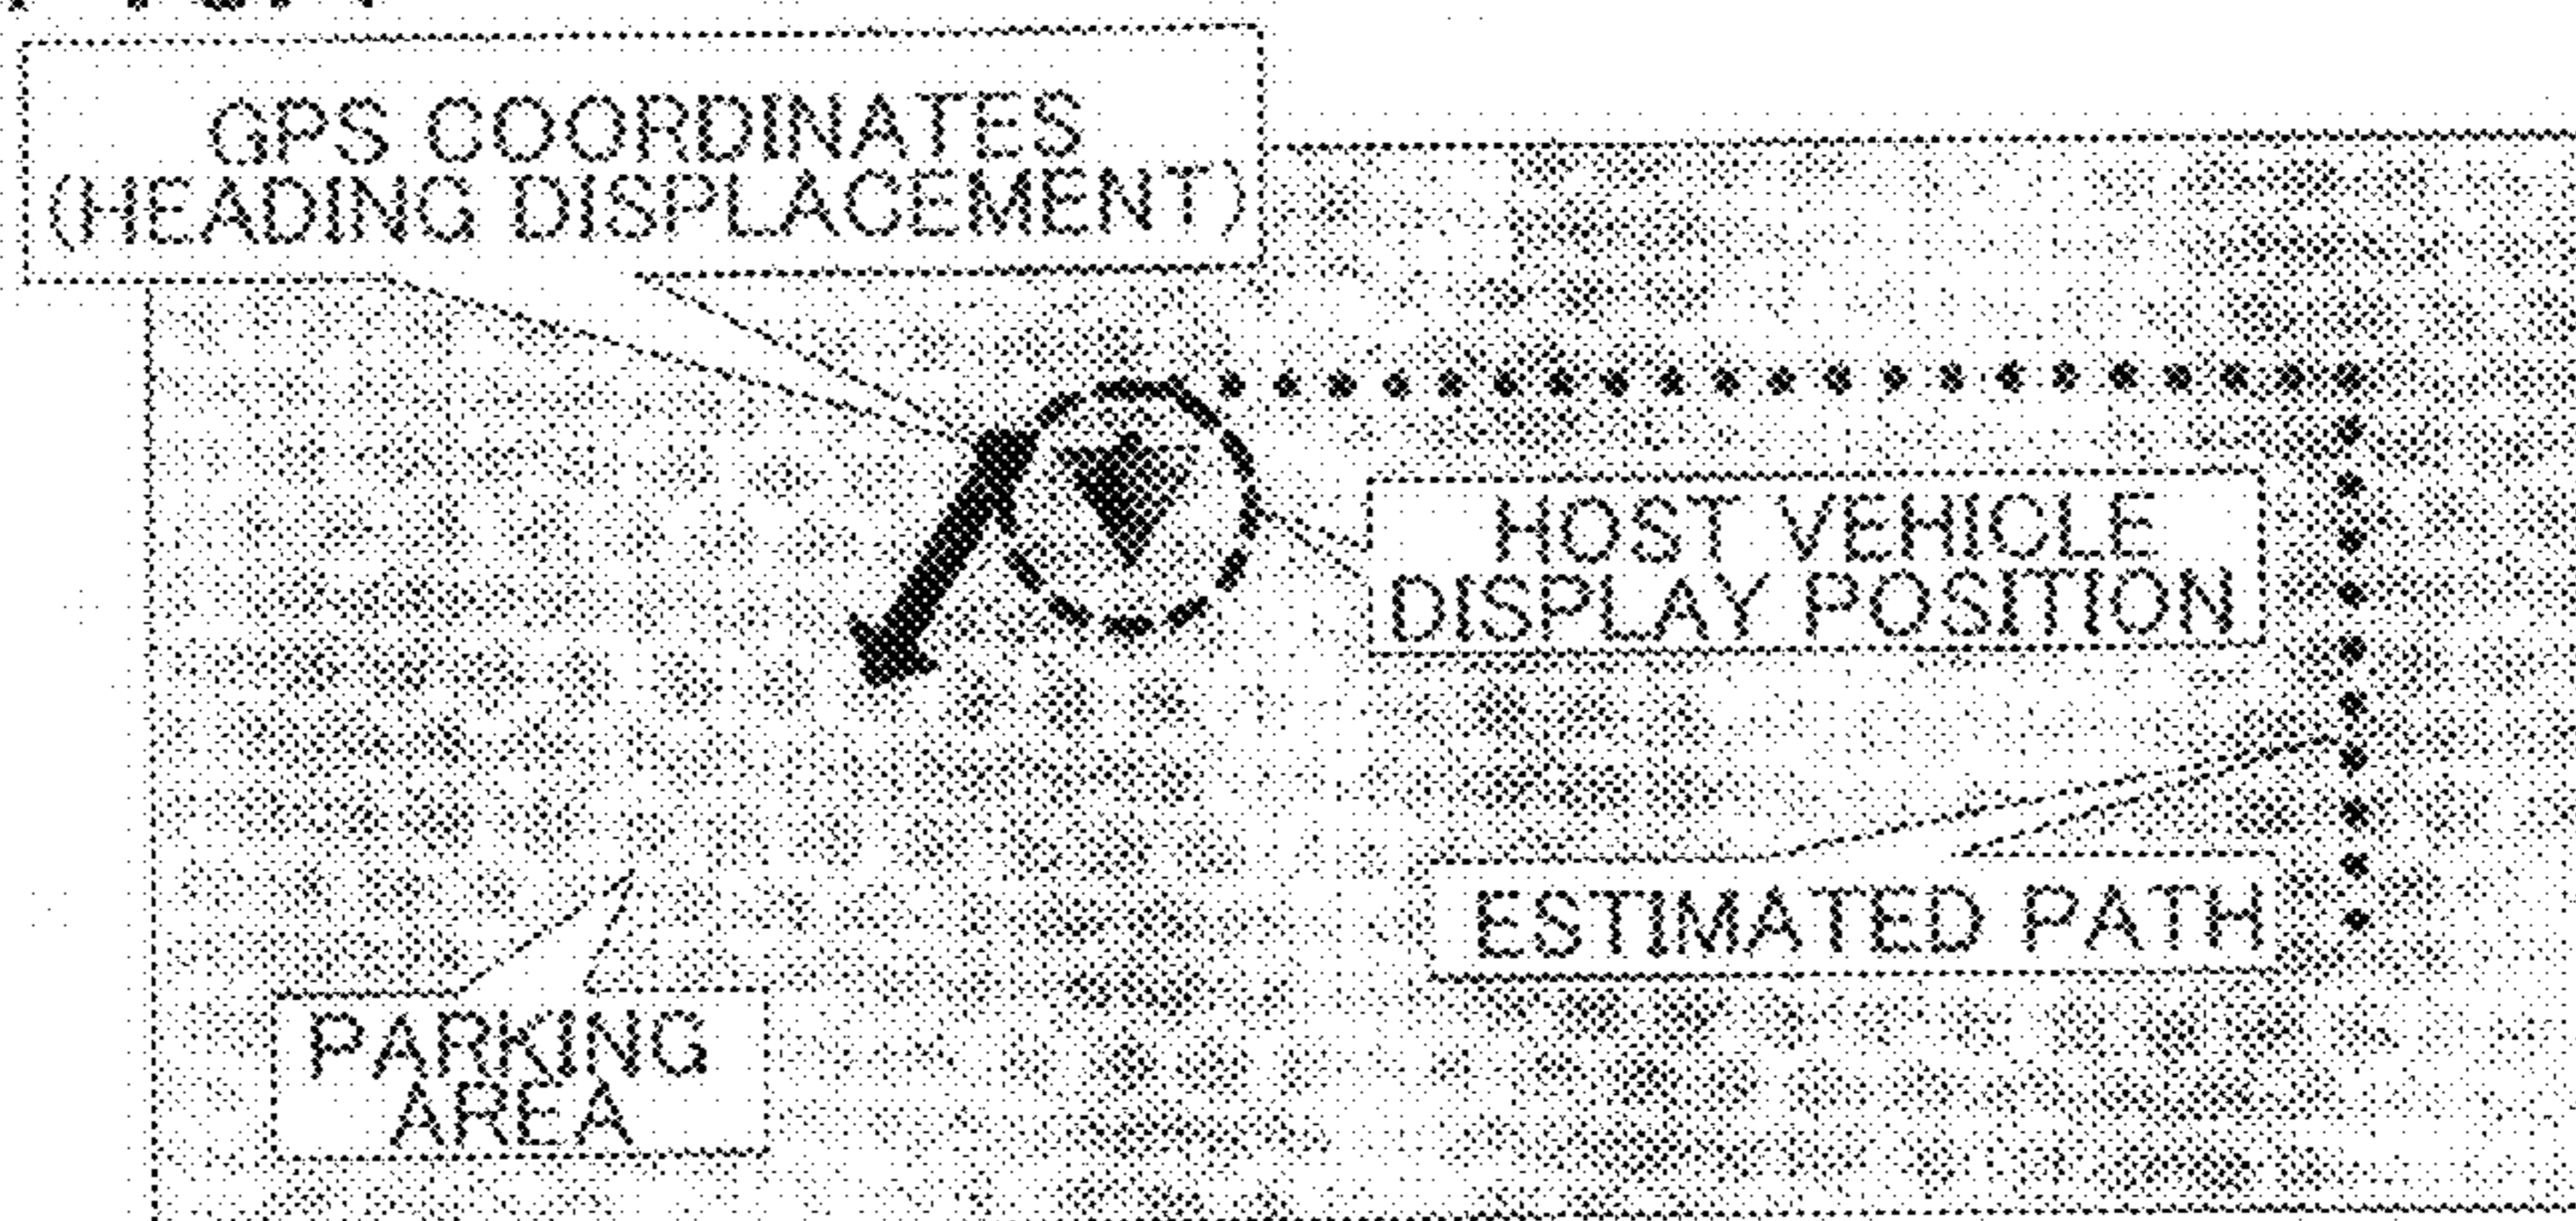 GPS COORDINATES
(HEADING DISPLACEMENT)
HOST VEHICLE
DISPLAY POSITION
ESTIMATED PATH
PARKING
AREA